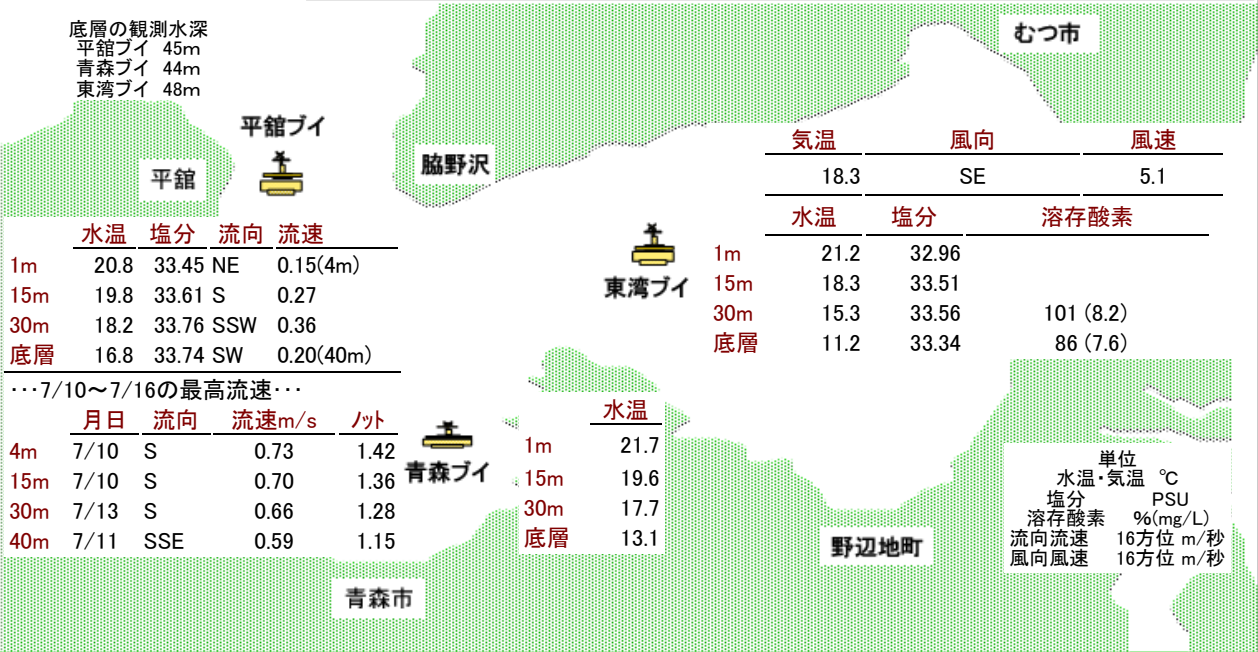 底層の観測水深
平舘ブイ 45m
青森ブイ 44m
東湾ブイ 48m
むつ市
平舘ブイ
脇野沢
平舘
気温 風向 風速
18.3 SE 5.1
水温 塩分 溶存酸素
1m 21.2 32.96
15m 18.3 33.51
30m 15.3 33.56 101 (8.2)
底層 11.2 33.34 86 (7.6)
東湾ブイ
水温 塩分 流向 流速
1m 20.8 33.45 NE 0.15(4m)
15m 19.8 33.61 S 0.27
30m 18.2 33.76 SSW 0.36
底層 16.8 33.74 SW 0.20(40m)
･･･7/10～7/16の最高流速･･･
月日 流向 流速m/s ﾉｯﾄ
4m 7/10 S 0.73 1.42
15m 7/10 S 0.70 1.36
30m 7/13 S 0.66 1.28
40m 7/11 SSE 0.59 1.15
青森ブイ
水温
1m 21.7
15m 19.6
30m 17.7
底層 13.1
単位
水温・気温 ℃
塩分 PSU
溶存酸素 %(mg/L)
流向流速 16方位 m/秒
風向風速 16方位 m/秒
野辺地町
青森市